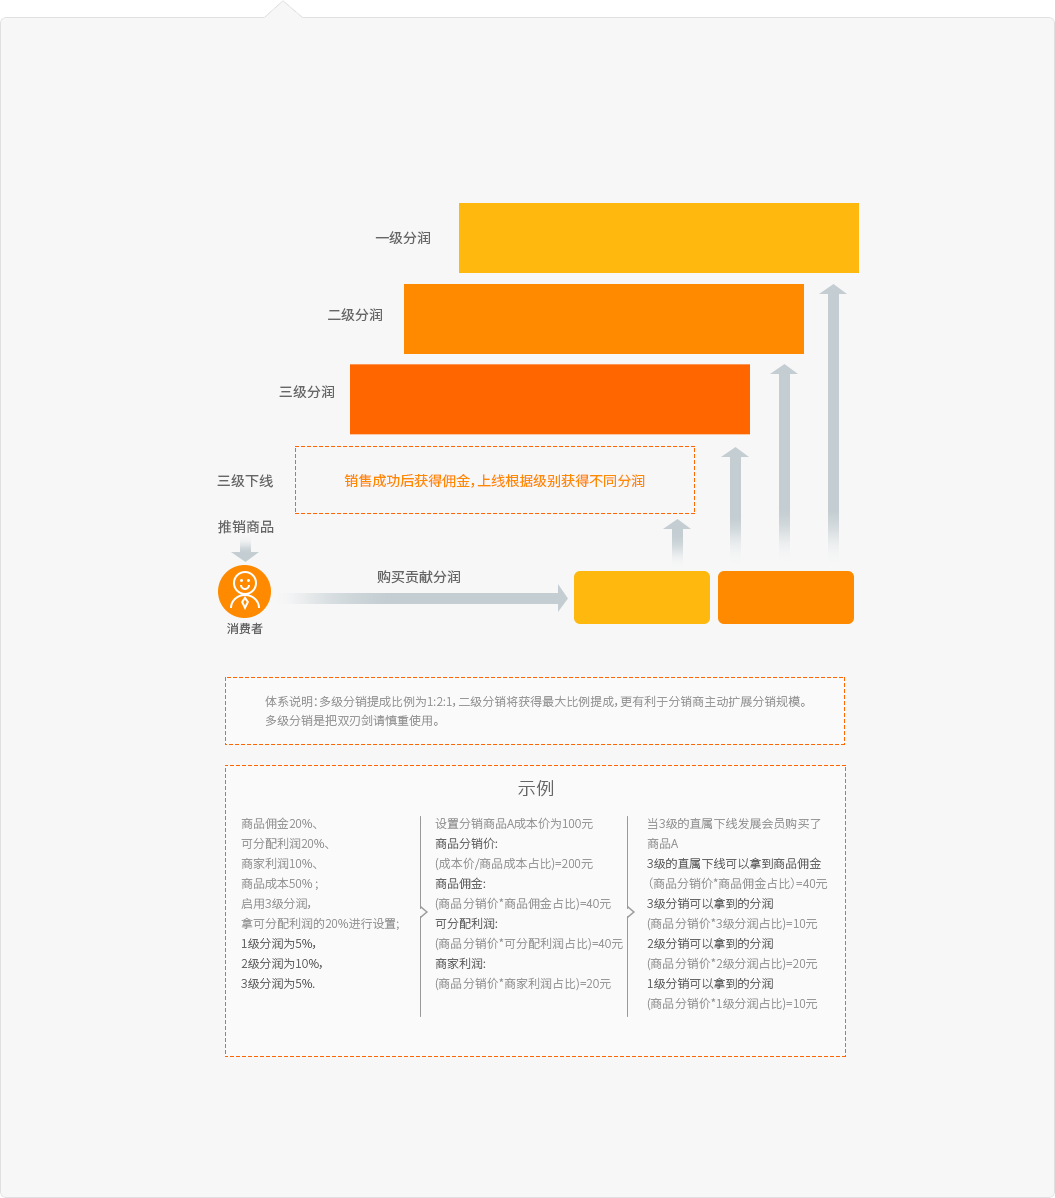 一级分润
二级分润
三级分润
三级下线
销售成功后获得佣金，上线根据级别获得不同分润
推销商品
购买贡献分润
消费者
体系说明：多级分销提成比例为1:2:1，二级分销将获得最大比例提成，更有利于分销商主动扩展分销规模。
多级分销是把双刃剑请慎重使用。
示例
商品佣金20%、
可分配利润20%、
商家利润10%、
商品成本50%；
启用3级分润，
拿可分配利润的20%进行设置;
1级分润为5%，
2级分润为10%，
3级分润为5%.
设置分销商品A成本价为100元
商品分销价:
(成本价/商品成本占比)=200元
商品佣金:
(商品分销价*商品佣金占比)=40元
可分配利润:
(商品分销价*可分配利润占比)=40元
商家利润:
(商品分销价*商家利润占比)=20元
当3级的直属下线发展会员购买了
商品A
3级的直属下线可以拿到商品佣金
（商品分销价*商品佣金占比）=40元
3级分销可以拿到的分润
(商品分销价*3级分润占比)=10元
2级分销可以拿到的分润
(商品分销价*2级分润占比)=20元
1级分销可以拿到的分润
(商品分销价*1级分润占比)=10元